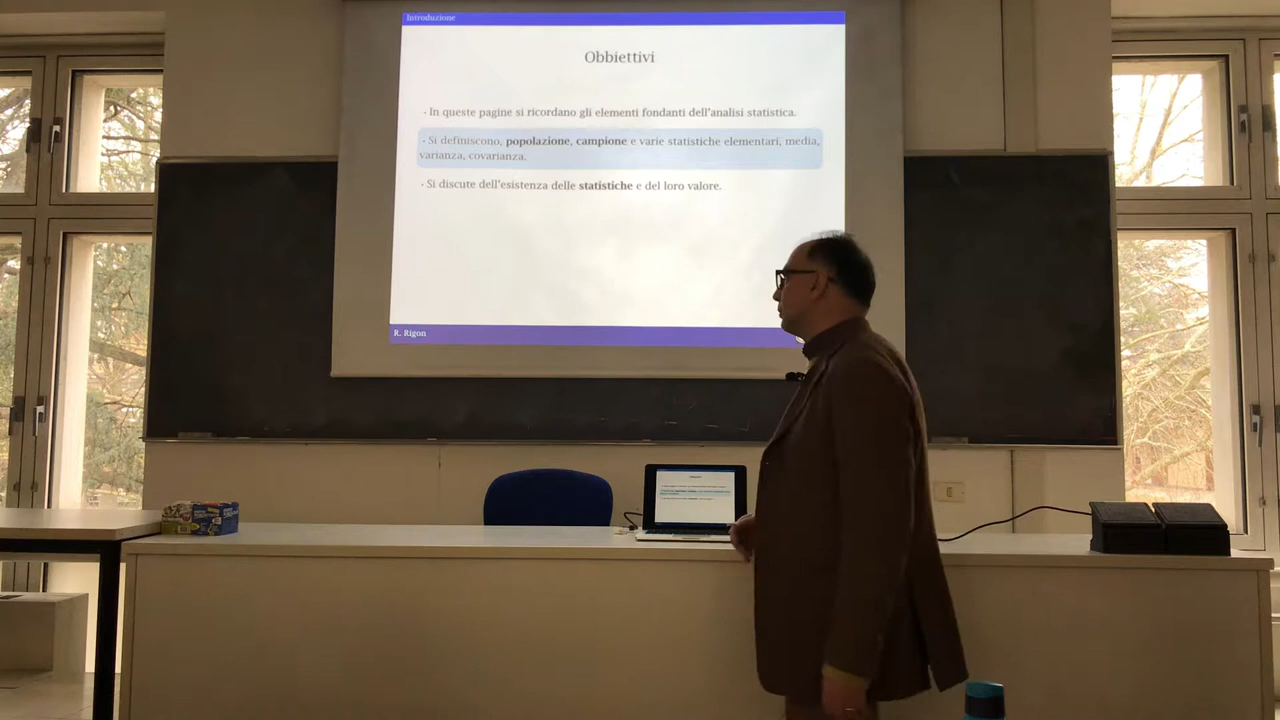 Introduzione
Obbiettivi
· In queste pagine si ricordano gli elementi fondanti dell'analisi statistica.
· Si definiscono, popolazione, campione e varie statistiche elementari, media,
varianza, covarianza.
· Si discute dell'esistenza delle statistiche e del loro valore.
R. Rigon